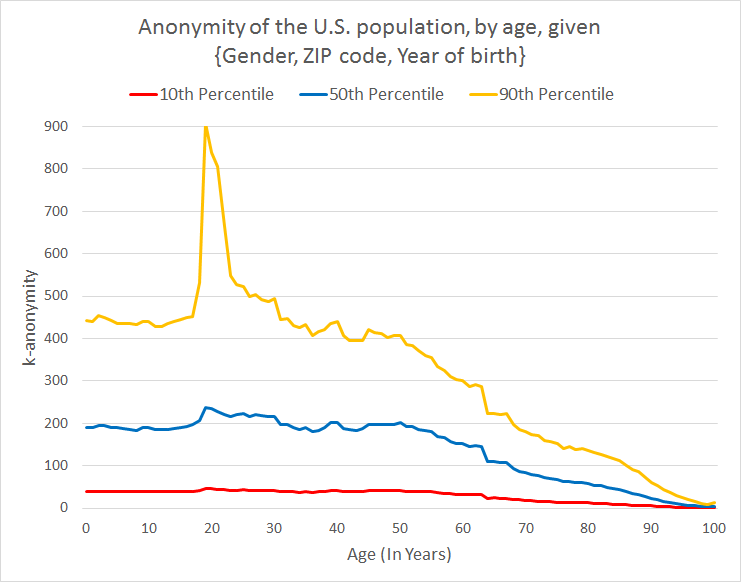 Anonymity of the U.S. population, by age, given
{Gender, ZIP code, Year of birth}
10th Percentile 50th Percentile 90th Percentile
900
800
700
600
500
400
300
200
100
0
k-anonymity
0 10 20 30 40 50 60 70 80 90 100
Age (In Years)